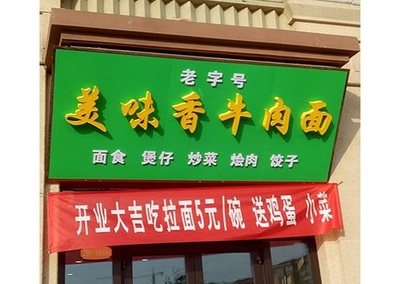 老字号
美味香牛肉面
面食 煲仔 炒菜 烩肉 饺子
开业大吉吃拉面5元/碗 送鸡蛋 小菜